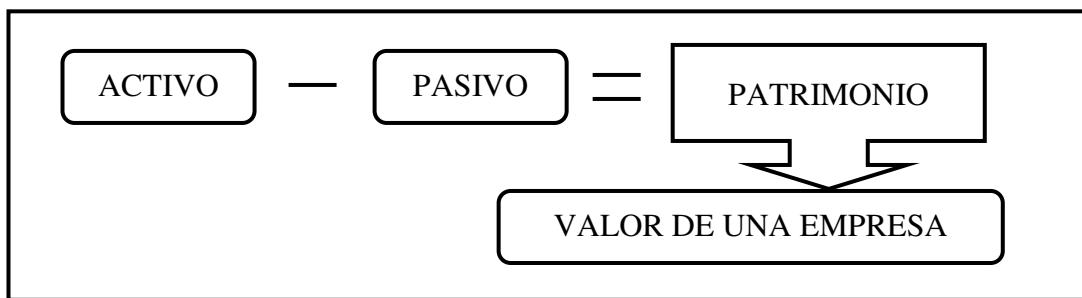 ACTIVO — PASIVO = PATRIMONIO
VALOR DE UNA EMPRESA